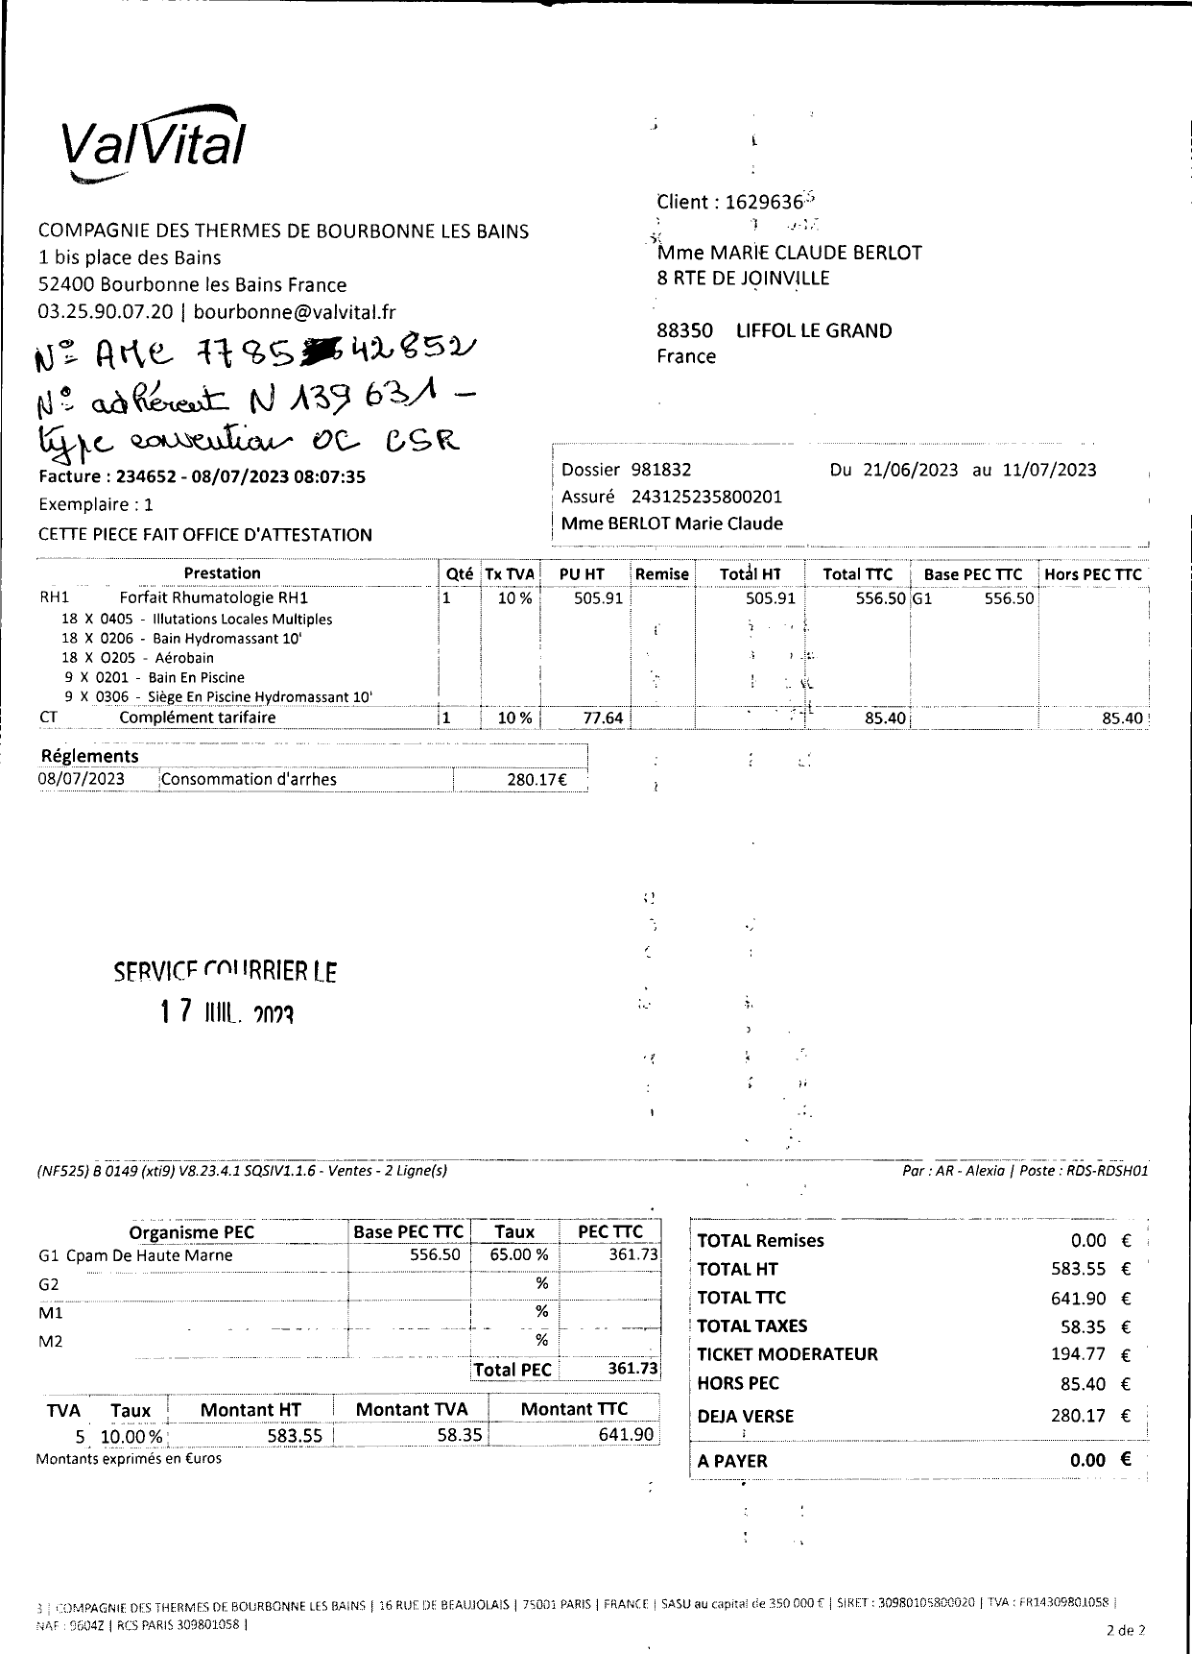 ValVital
COMPAGNIE DES THERMES DE BOURBONNE LES BAINS
1 bis place des Bains
52400 Bourbonne les Bains France
03.25.90.07.20 | bourbonne@valvital.fr
N° AMC 7785 42852
N° adhérent N 139 631 -
type convention OC CSR
Facture : 234652 - 08/07/2023 08:07:35
Exemplaire : 1
CETTE PIECE FAIT OFFICE D'ATTESTATION
Client : 1629636
Mme MARIE CLAUDE BERLOT
8 RTE DE JOINVILLE
88350 LIFFOL LE GRAND
France
Dossier 981832 Du 21/06/2023 au 11/07/2023
Assuré 243125235800201
Mme BERLOT Marie Claude
Prestation Qté Tx TVA PU HT Remise Total HT Total TTC Base PEC TTC Hors PEC TTC
RH1 Forfait Rhumatologie RH1 1 10 % 505.91 505.91 556.50 G1 556.50
18 X 0405 - Illutations Locales Multiples
18 X 0206 - Bain Hydromassant 10'
18 X 0205 - Aérobain
9 X 0201 - Bain En Piscine
9 X 0306 - Siège En Piscine Hydromassant 10'
CT Complément tarifaire 1 10 % 77.64 85.40 85.40
Réglements
08/07/2023 Consommation d'arrhes 280.17€
SERVICE COURRIER LE
17 JUIL. 2023
(NF525) B 0149 (xti9) V8.23.4.1 SQSIV1.1.6 - Ventes - 2 Ligne(s) Par : AR - Alexia | Poste : RDS-RDSH01
Organisme PEC Base PEC TTC Taux PEC TTC
G1 Cpam De Haute Marne 556.50 65.00 % 361.73
G2 %
M1 %
M2 %
Total PEC 361.73
TVA Taux Montant HT Montant TVA Montant TTC
5 10.00 % 583.55 58.35 641.90
Montants exprimés en €uros
TOTAL Remises 0.00 €
TOTAL HT 583.55 €
TOTAL TTC 641.90 €
TOTAL TAXES 58.35 €
TICKET MODERATEUR 194.77 €
HORS PEC 85.40 €
DEJA VERSE 280.17 €
A PAYER 0.00 €
3 | COMPAGNIE DES THERMES DE BOURBONNE LES BAINS | 16 RUE DE BEAUJOLAIS | 75001 PARIS | FRANCE | SASU au capital de 350 000 € | SIRET : 30980105800020 | TVA : FR14309801058 |
NAF : 9604Z | RCS PARIS 309801058 |
2 de 2